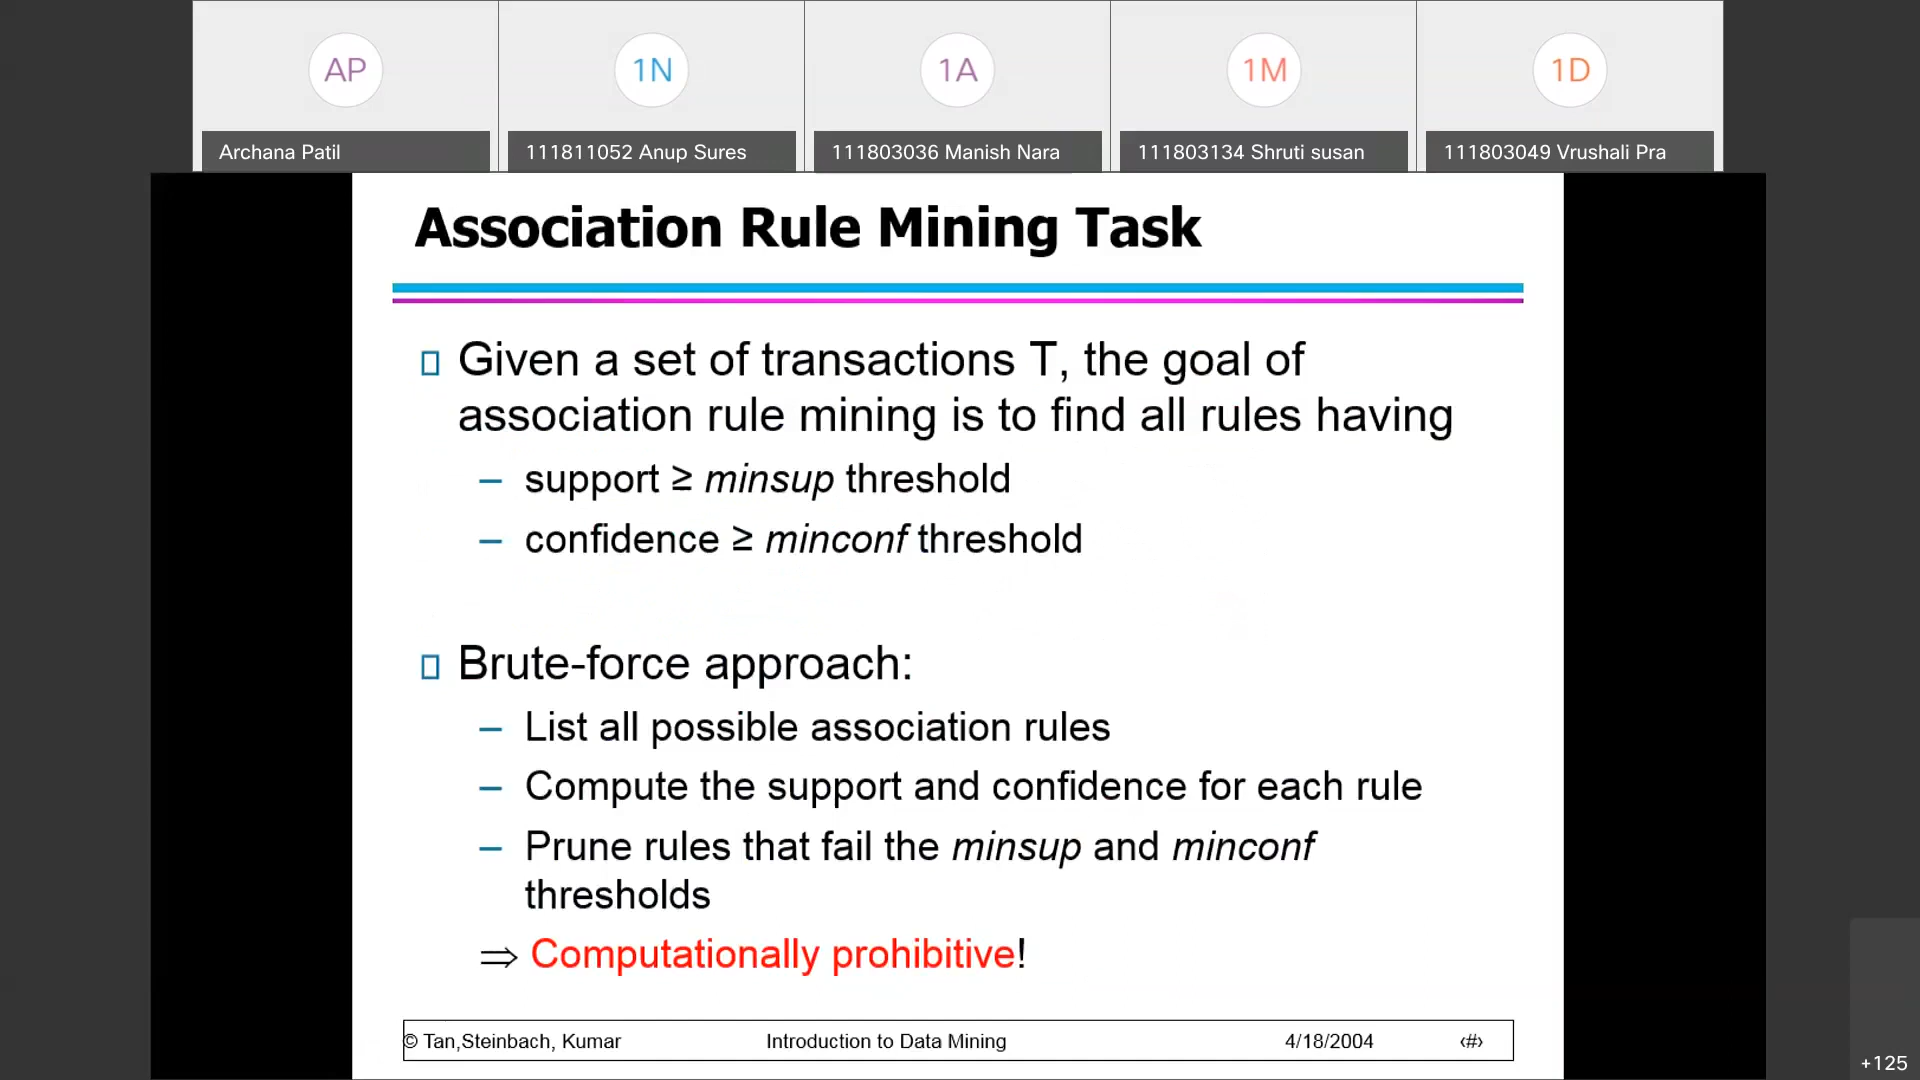 AP
1N
1A
1M
1D
Archana Patil
111811052 Anup Sures
111803036 Manish Nara
111803134 Shruti susan
111803049 Vrushali Pra
Association Rule Mining Task
Given a set of transactions T, the goal of
association rule mining is to find all rules having
– support ≥ minsup threshold
– confidence ≥ minconf threshold
Brute-force approach:
– List all possible association rules
– Compute the support and confidence for each rule
– Prune rules that fail the minsup and minconf
thresholds
⇒ Computationally prohibitive!
© Tan,Steinbach, Kumar
Introduction to Data Mining
4/18/2004
‹#›
+125